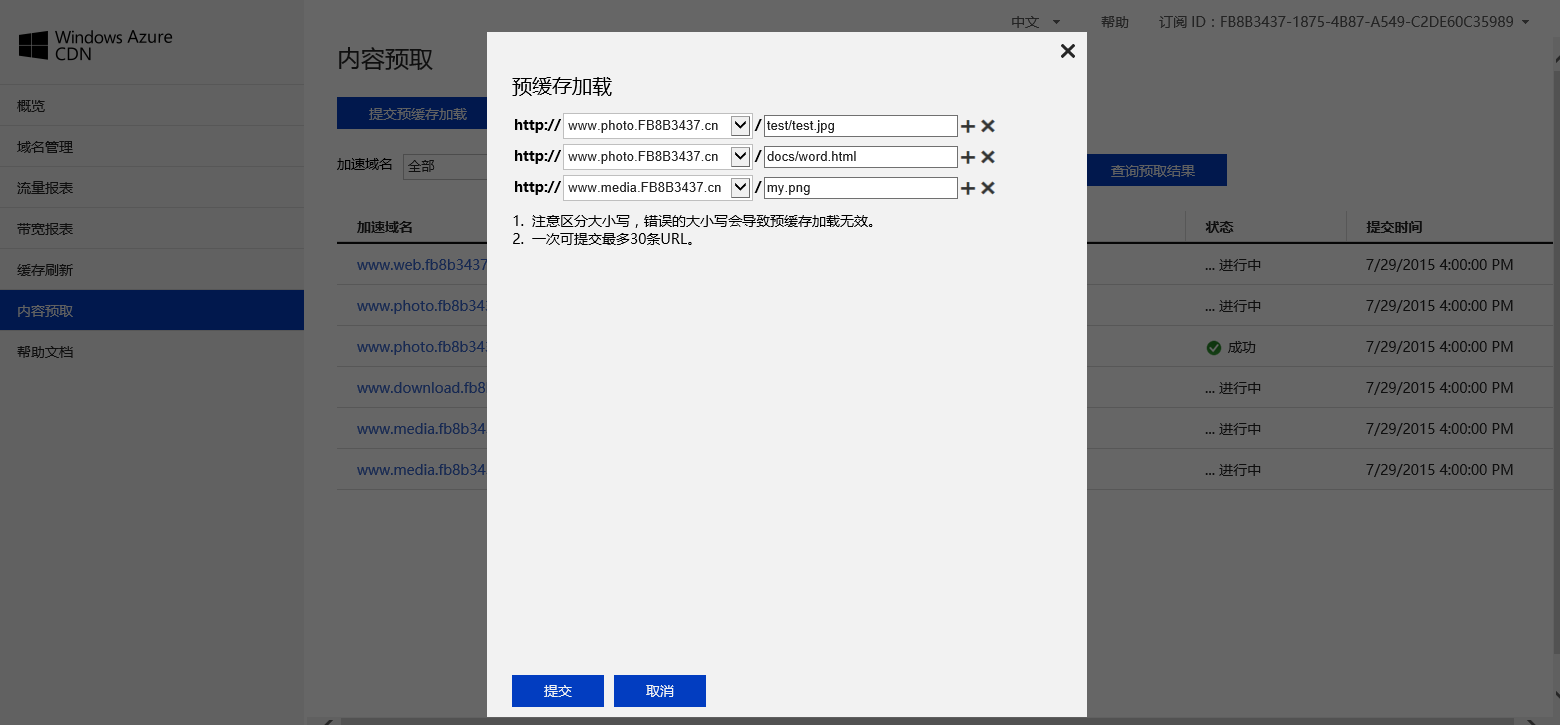 Windows Azure
CDN
概览
域名管理
流量报表
带宽报表
缓存刷新
内容预取
帮助文档
中文
帮助
订阅 ID：FB8B3437-1875-4B87-A549-C2DE60C35989
内容预取
提交预缓存加载
加速域名
全部
查询预取结果
加速域名
状态
提交时间
www.web.fb8b3437
... 进行中
7/29/2015 4:00:00 PM
www.photo.fb8b343
... 进行中
7/29/2015 4:00:00 PM
www.photo.fb8b343
成功
7/29/2015 4:00:00 PM
www.download.fb8
... 进行中
7/29/2015 4:00:00 PM
www.media.fb8b34
... 进行中
7/29/2015 4:00:00 PM
www.media.fb8b34
... 进行中
7/29/2015 4:00:00 PM
预缓存加载
http:// www.photo.FB8B3437.cn / test/test.jpg
http:// www.photo.FB8B3437.cn / docs/word.html
http:// www.media.FB8B3437.cn / my.png
1. 注意区分大小写，错误的大小写会导致预缓存加载无效。
2. 一次可提交最多30条URL。
提交
取消